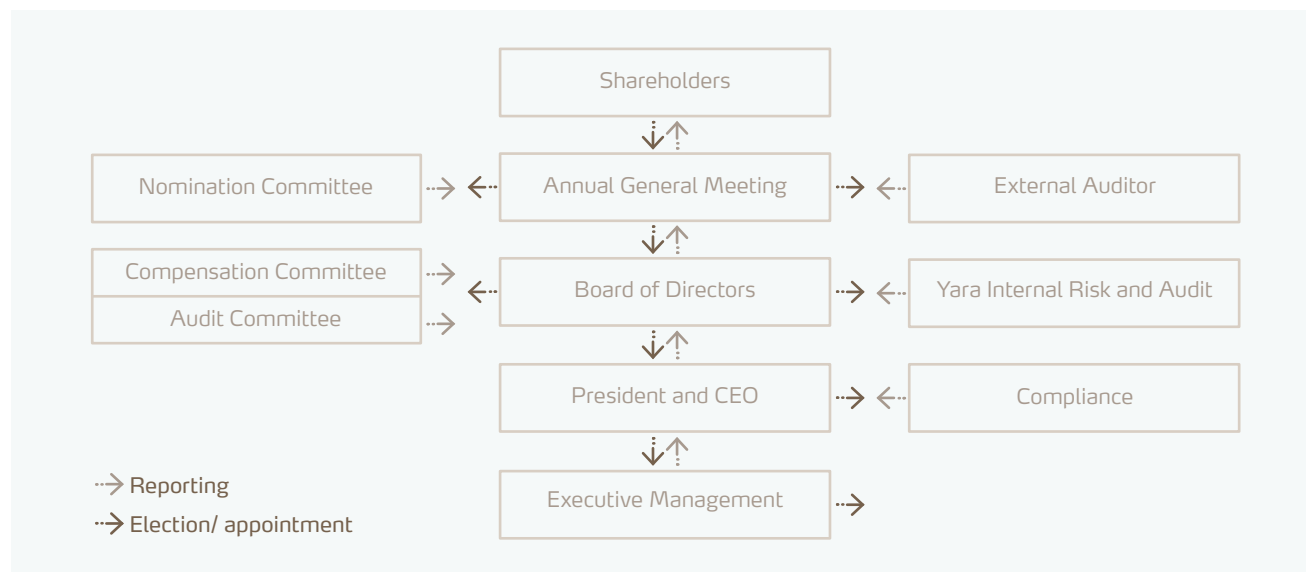 Shareholders
Nomination Committee
Annual General Meeting
External Auditor
Compensation Committee
Audit Committee
Board of Directors
Yara Internal Risk and Audit
President and CEO
Compliance
Executive Management
Reporting
Election/ appointment